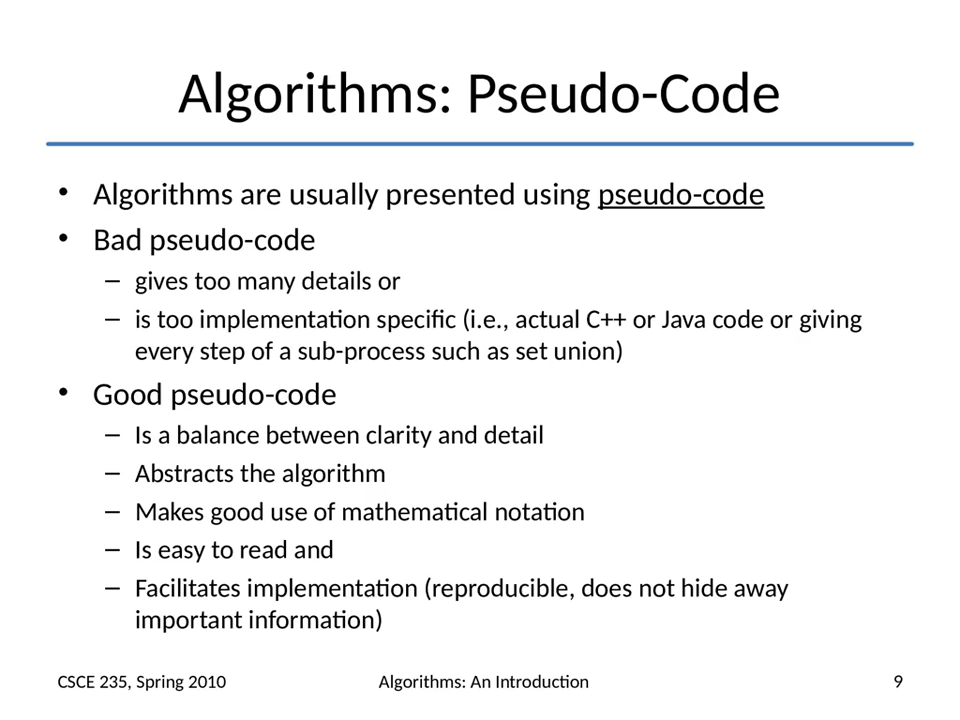 Algorithms: Pseudo-Code
• Algorithms are usually presented using pseudo-code
• Bad pseudo-code
– gives too many details or
– is too implementation specific (i.e., actual C++ or Java code or giving
every step of a sub-process such as set union)
• Good pseudo-code
– Is a balance between clarity and detail
– Abstracts the algorithm
– Makes good use of mathematical notation
– Is easy to read and
– Facilitates implementation (reproducible, does not hide away
important information)
CSCE 235, Spring 2010
Algorithms: An Introduction
9